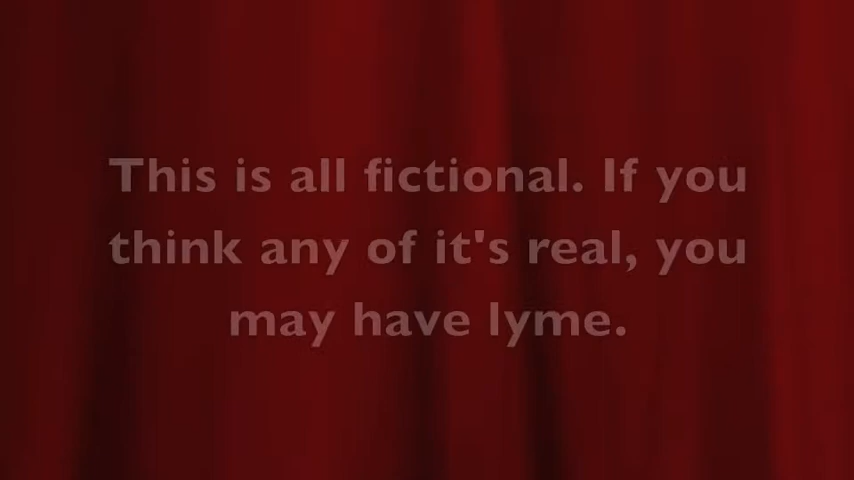 This is all fictional. If you
think any of it's real, you
may have lyme.